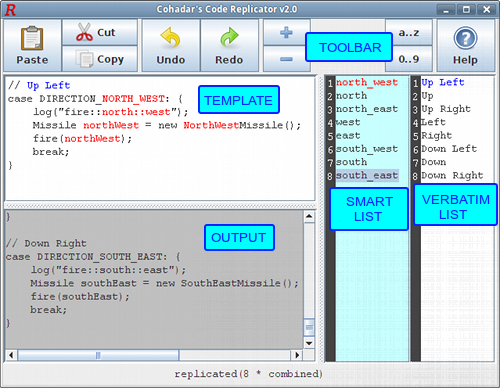 R Cohadar's Code Replicator v2.0
Paste
Cut
Copy
Undo
Redo
+
-
TOOLBAR
a..z
0..9
Help
// Up Left
case DIRECTION_NORTH_WEST: {
log("fire::north::west");
Missile northWest = new NorthWestMissile();
fire(northWest);
break;
}
TEMPLATE
}
// Down Right
case DIRECTION_SOUTH_EAST: {
log("fire::south::east");
Missile southEast = new SouthEastMissile();
fire(southEast);
break;
}
OUTPUT
1 north_west
2 north
3 north_east
4 west
5 east
6 south_west
7 south
8 south_east
SMART
LIST
1 Up Left
2 Up
3 Up Right
4 Left
5 Right
6 Down Left
7 Down
8 Down Right
VERBATIM
LIST
replicated(8 * combined)